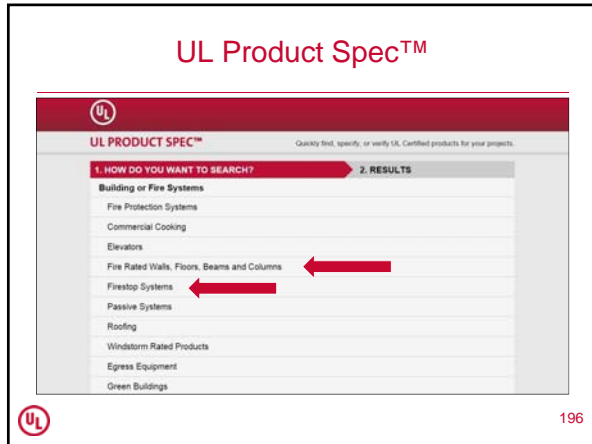 UL Product Spec™
UL
UL PRODUCT SPEC™ Quickly find, specify, or verify UL Certified products for your projects.
1. HOW DO YOU WANT TO SEARCH? 2. RESULTS
Building or Fire Systems
Fire Protection Systems
Commercial Cooking
Elevators
Fire Rated Walls, Floors, Beams and Columns
Firestop Systems
Passive Systems
Roofing
Windstorm Rated Products
Egress Equipment
Green Buildings
UL 196